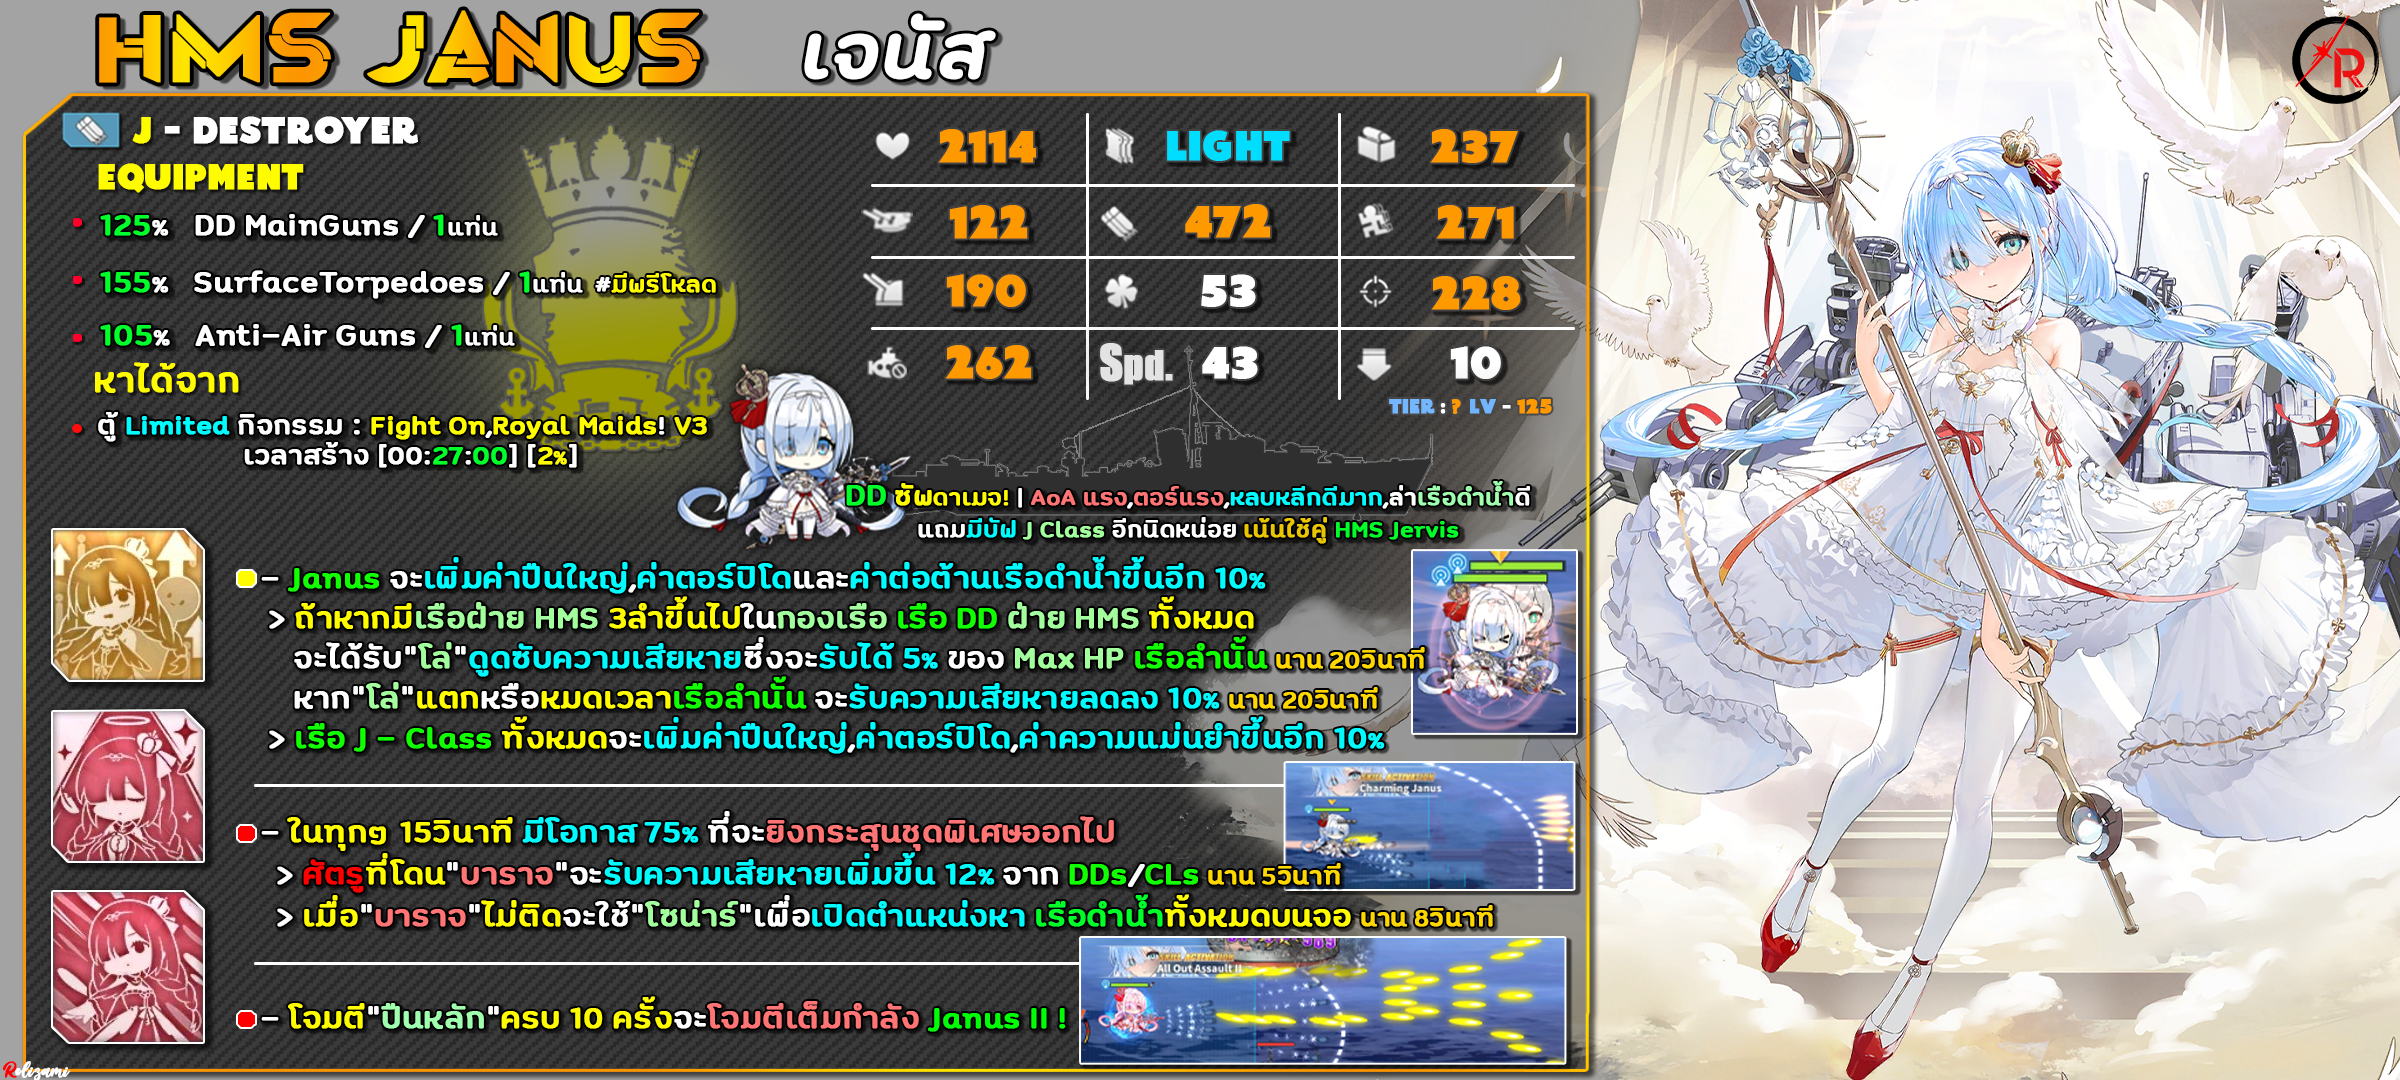 HMS JANUS เจนัส
R
J - DESTROYER
EQUIPMENT
125% DD MainGuns / 1แท่น
155% SurfaceTorpedoes / 1แท่น #มีพรีโหลด
105% Anti-Air Guns / 1แท่น
หาได้จาก
ตู้ Limited กิจกรรม : Fight On,Royal Maids! V3
เวลาสร้าง [00:27:00] [2%]
2114 LIGHT 237
122 472 271
190 53 228
262 Spd. 43 10
TIER : ? LV - 125
DD ซัพดาเมจ! | AoA แรง,ตอร์แรง,หลบหลีกดีมาก,ล่าเรือดำน้ำดี
แถมมีบัฟ J Class อีกนิดหน่อย เน้นใช้คู่ HMS Jervis
- Janus จะเพิ่มค่าปืนใหญ่,ค่าตอร์ปิโดและค่าต่อต้านเรือดำน้ำขึ้นอีก 10%
> ถ้าหากมีเรือฝ่าย HMS 3ลำขึ้นไปในกองเรือ เรือ DD ฝ่าย HMS ทั้งหมด
จะได้รับ"โล่"ดูดซับความเสียหายซึ่งจะรับได้ 5% ของ Max HP เรือลำนั้น นาน 20วินาที
หาก"โล่"แตกหรือหมดเวลาเรือลำนั้น จะรับความเสียหายลดลง 10% นาน 20วินาที
> เรือ J - Class ทั้งหมดจะเพิ่มค่าปืนใหญ่,ค่าตอร์ปิโด,ค่าความแม่นยำขึ้นอีก 10%
SKILL ACTIVATION
Charming Janus
- ในทุกๆ 15วินาที มีโอกาส 75% ที่จะยิงกระสุนชุดพิเศษออกไป
> ศัตรูที่โดน"บาราจ"จะรับความเสียหายเพิ่มขึ้น 12% จาก DDs/CLs นาน 5วินาที
> เมื่อ"บาราจ"ไม่ติดจะใช้"โซน่าร์"เพื่อเปิดตำแหน่งหา เรือดำน้ำทั้งหมดบนจอ นาน 8วินาที
SKILL ACTIVATION
All Out Assault II
- โจมตี"ปืนหลัก"ครบ 10 ครั้งจะโจมตีเต็มกำลัง Janus II !
Rolizami